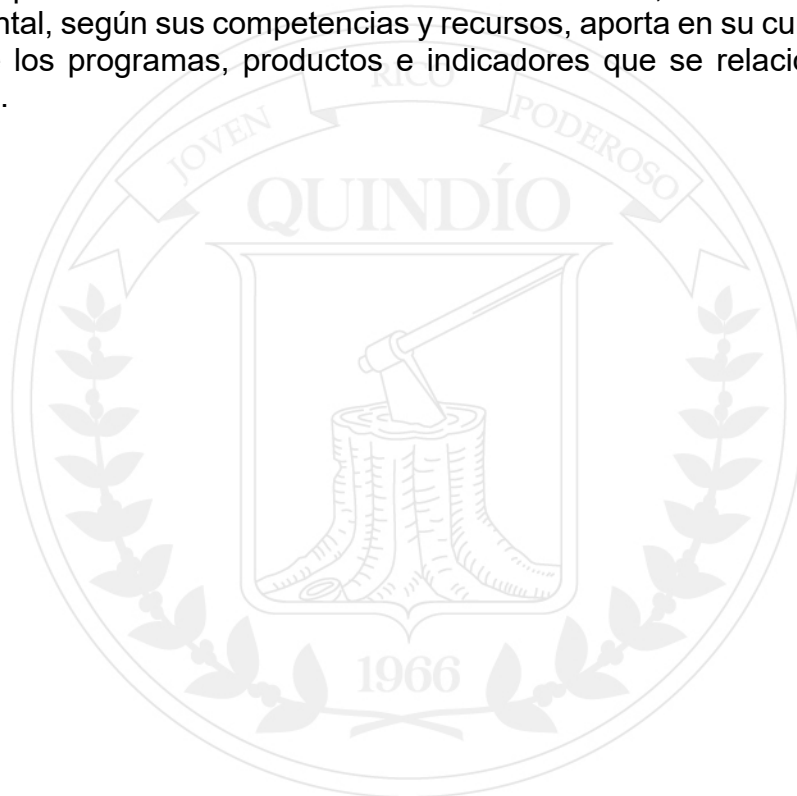 ntal, según sus competencias y recursos, aporta en su cu
los programas, productos e indicadores que se relacio
.
JOVEN RICO PODEROSO
QUINDÍO
1966